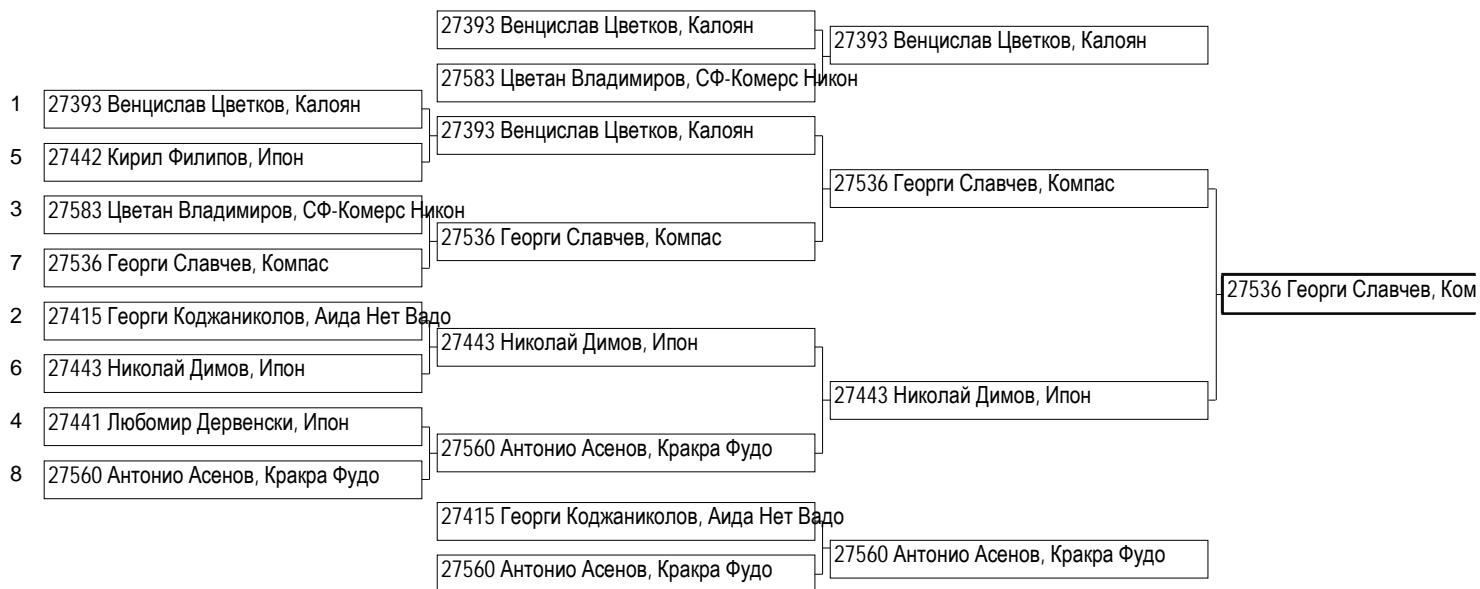 27393 Венцислав Цветков, Калоян
27393 Венцислав Цветков, Калоян
27583 Цветан Владимиров, СФ-Комерс Никон
1 27393 Венцислав Цветков, Калоян
27393 Венцислав Цветков, Калоян
5 27442 Кирил Филипов, Ипон
27536 Георги Славчев, Компас
3 27583 Цветан Владимиров, СФ-Комерс Никон
27536 Георги Славчев, Компас
7 27536 Георги Славчев, Компас
27536 Георги Славчев, Ком
2 27415 Георги Коджаниколов, Аида Нет Вадо
27443 Николай Димов, Ипон
6 27443 Николай Димов, Ипон
27443 Николай Димов, Ипон
4 27441 Любомир Дервенски, Ипон
27560 Антонио Асенов, Кракра Фудо
8 27560 Антонио Асенов, Кракра Фудо
27415 Георги Коджаниколов, Аида Нет Вадо
27560 Антонио Асенов, Кракра Фудо
27560 Антонио Асенов, Кракра Фудо